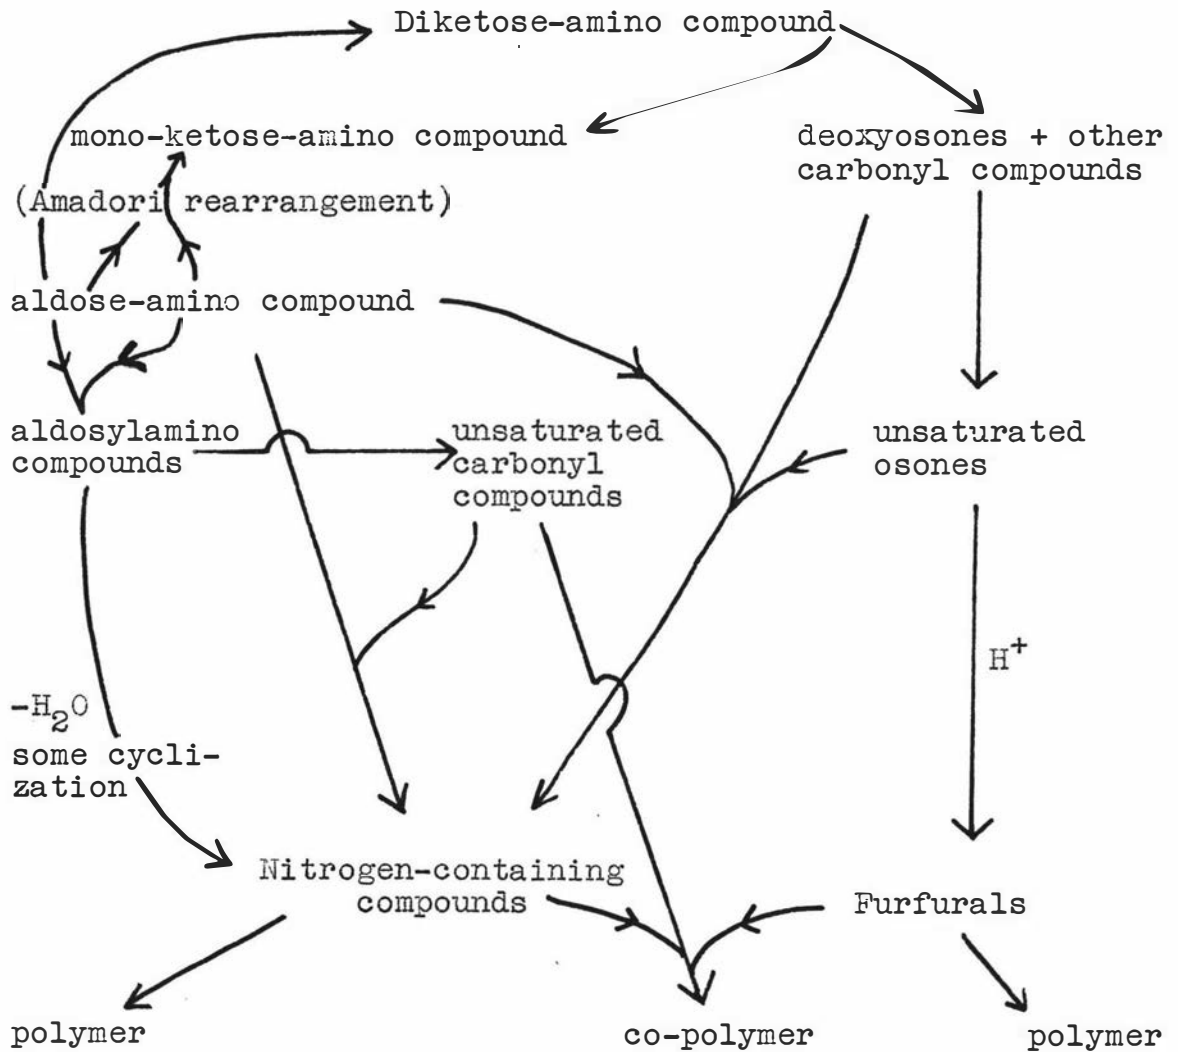 Diketose-amino compound
mono-ketose-amino compound
deoxyosones + other
carbonyl compounds
(Amadori rearrangement)
aldose-amino compound
aldosylamino
compounds
unsaturated
carbonyl
compounds
unsaturated
osones
H⁺
-H₂O
some cycli-
zation
Nitrogen-containing
compounds
Furfurals
polymer
co-polymer
polymer